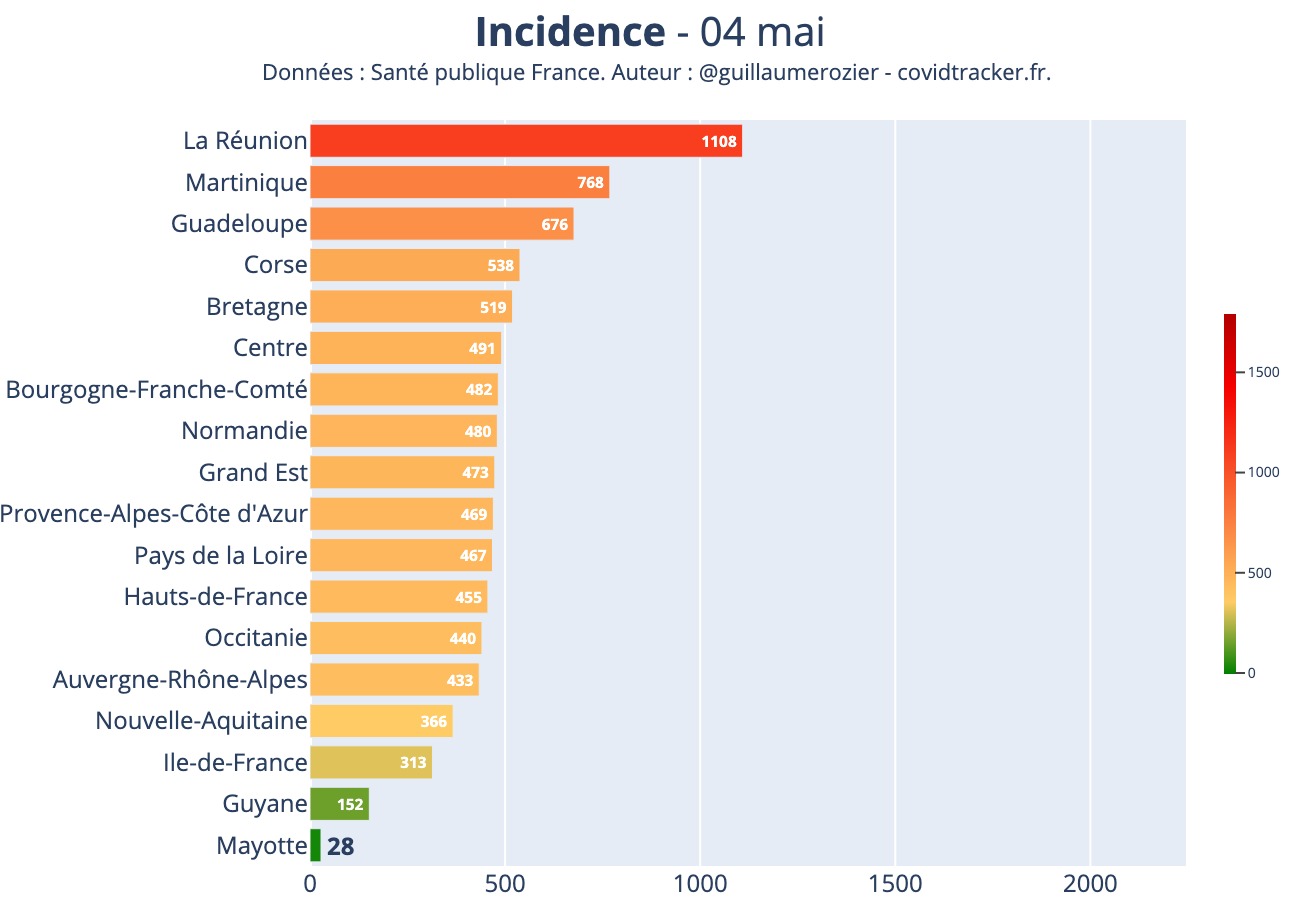 Incidence - 04 mai
Données : Santé publique France. Auteur : @guillaumerozier - covidtracker.fr.
La Réunion 1108
Martinique 768
Guadeloupe 676
Corse 538
Bretagne 519
Centre 491
Bourgogne-Franche-Comté 482
Normandie 480
Grand Est 473
Provence-Alpes-Côte d'Azur 469
Pays de la Loire 467
Hauts-de-France 455
Occitanie 440
Auvergne-Rhône-Alpes 433
Nouvelle-Aquitaine 366
Ile-de-France 313
Guyane 152
Mayotte 28
0 500 1000 1500 2000
1500
1000
500
0